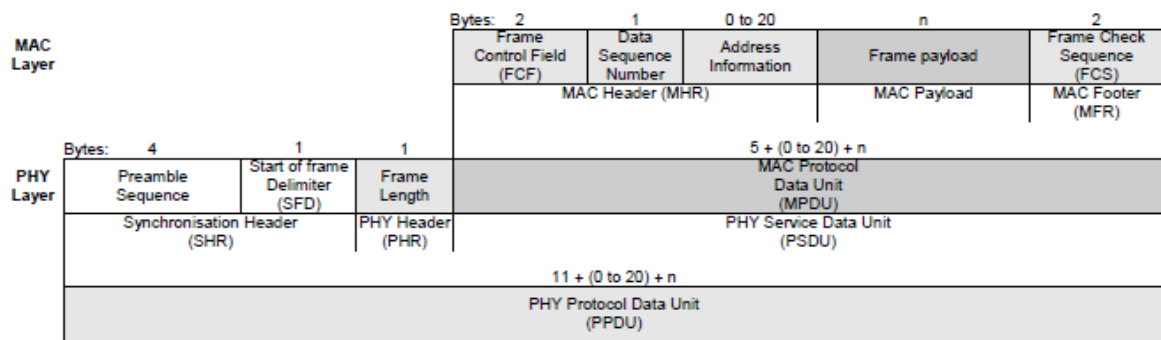 Bytes: 2 1 0 to 20 n 2
MAC
Layer
Frame
Control Field
(FCF)
Data
Sequence
Number
Address
Information
Frame payload
Frame Check
Sequence
(FCS)
MAC Header (MHR)
MAC Payload
MAC Footer
(MFR)
Bytes: 4 1 1 5 + (0 to 20) + n
PHY
Layer
Preamble
Sequence
Start of frame
Delimiter
(SFD)
Frame
Length
MAC Protocol
Data Unit
(MPDU)
Synchronisation Header
(SHR)
PHY Header
(PHR)
PHY Service Data Unit
(PSDU)
11 + (0 to 20) + n
PHY Protocol Data Unit
(PPDU)